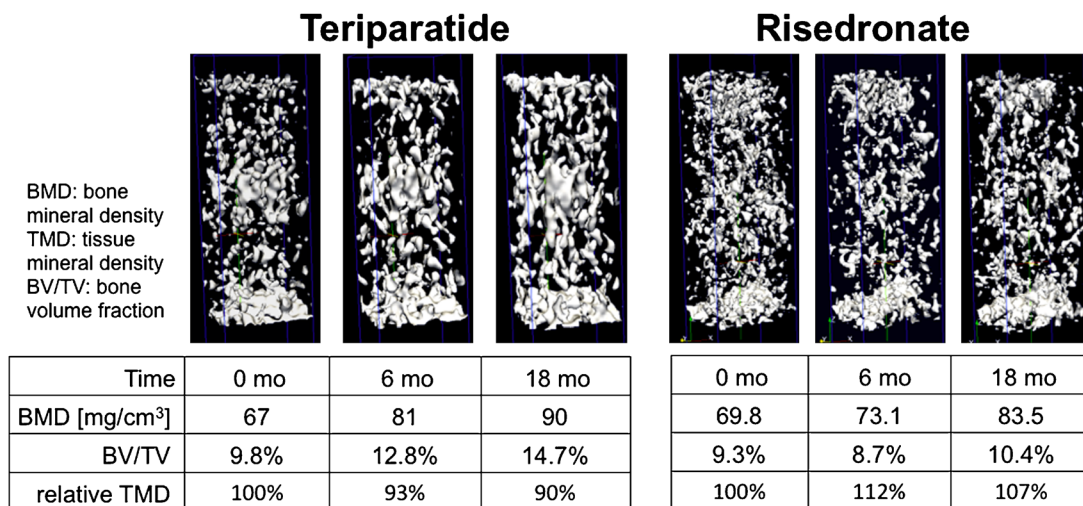 Teriparatide Risedronate
BMD: bone
mineral density
TMD: tissue
mineral density
BV/TV: bone
volume fraction
Time 0 mo 6 mo 18 mo 0 mo 6 mo 18 mo
BMD [mg/cm³] 67 81 90 69.8 73.1 83.5
BV/TV 9.8% 12.8% 14.7% 9.3% 8.7% 10.4%
relative TMD 100% 93% 90% 100% 112% 107%